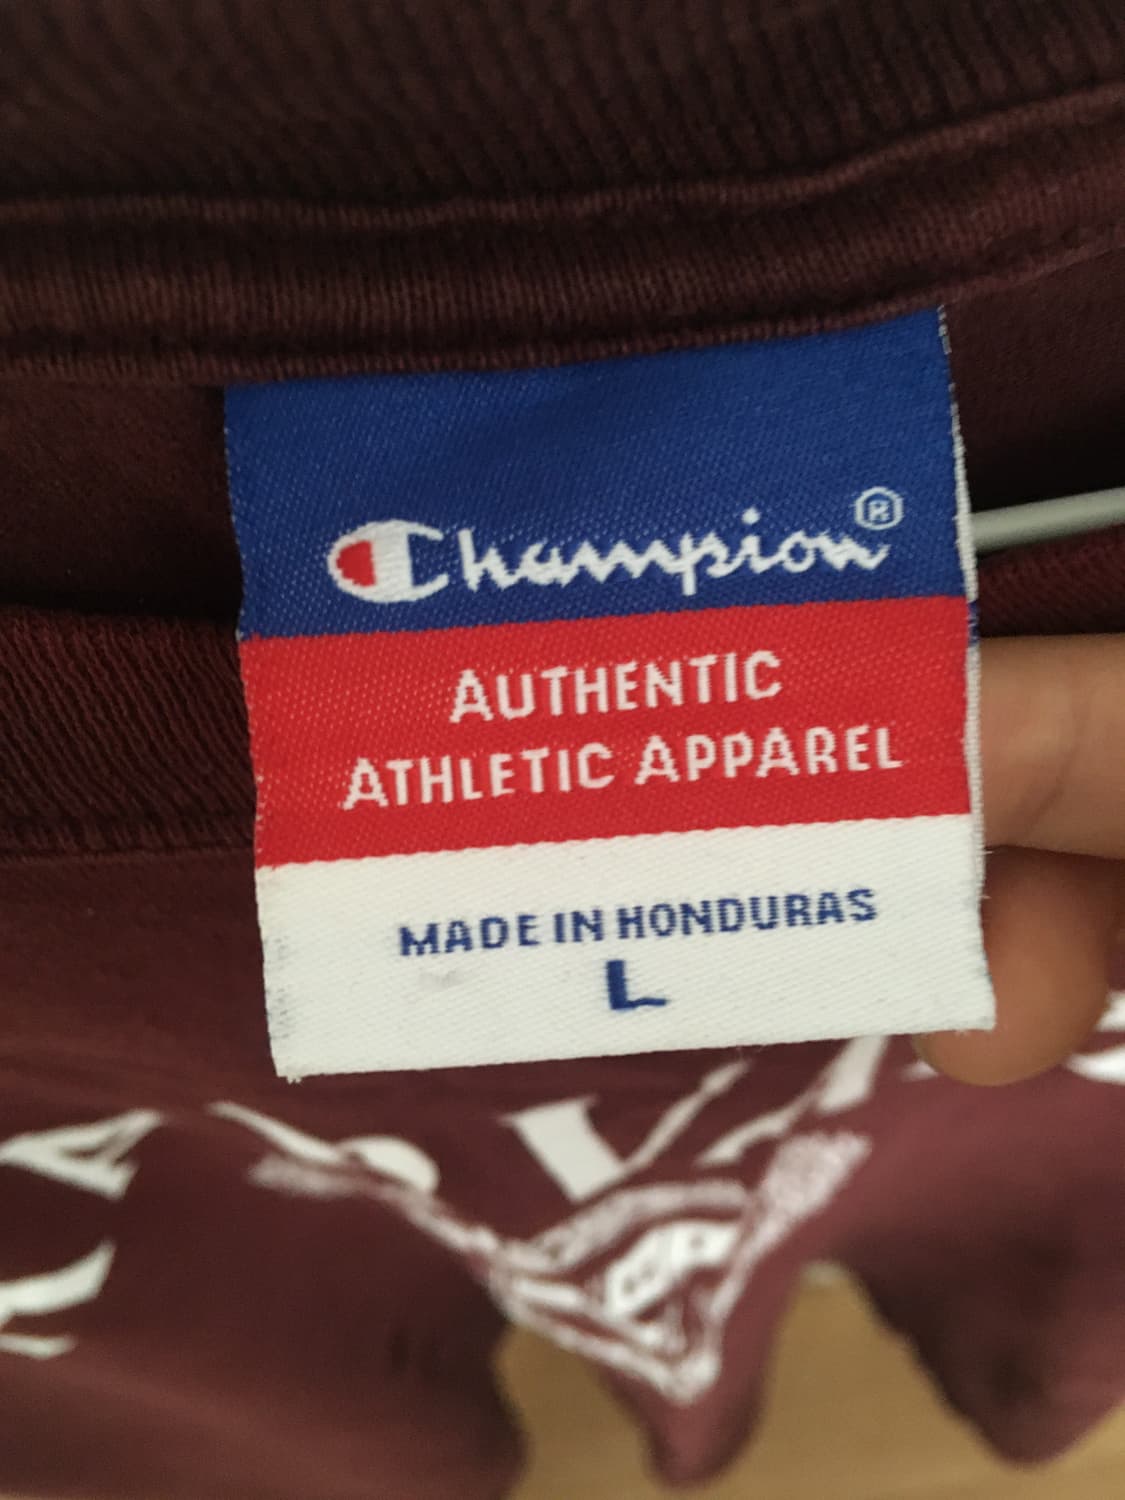 Champion®
AUTHENTIC
ATHLETIC APPAREL
MADE IN HONDURAS
L